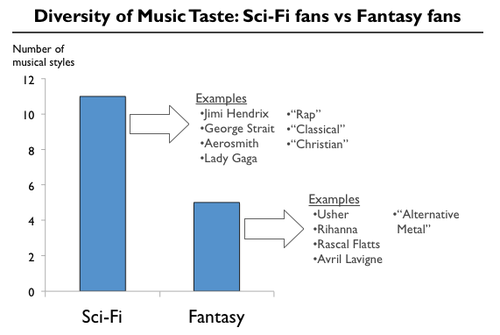 Diversity of Music Taste: Sci-Fi fans vs Fantasy fans
Number of
musical styles
12
10
8
6
4
2
0
Examples
•Jimi Hendrix
•George Strait
•Aerosmith
•Lady Gaga
•“Rap”
•“Classical”
•“Christian”
Examples
•Usher
•Rihanna
•Rascal Flatts
•Avril Lavigne
•“Alternative
Metal”
Sci-Fi
Fantasy